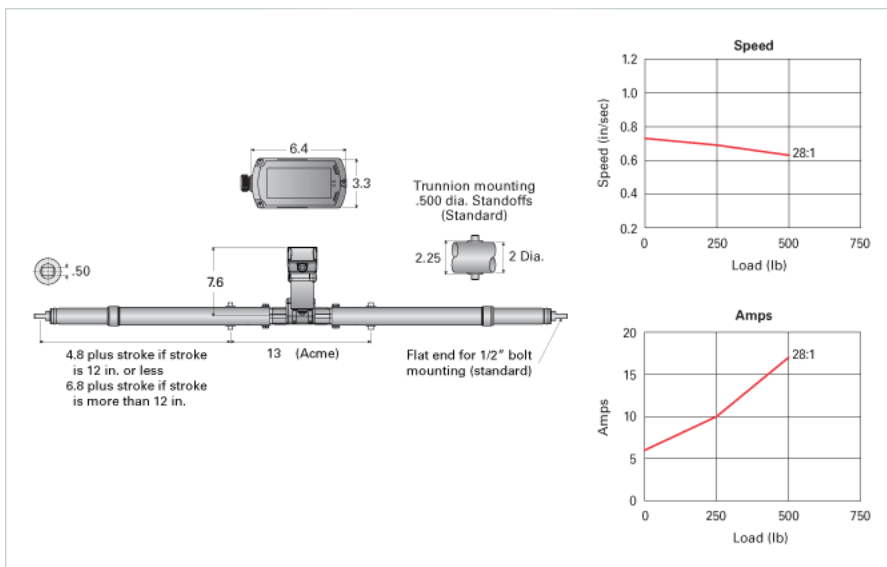 6.4
3.3
Trunnion mounting
.500 dia. Standoffs
(Standard)
2.25
2 Dia.
.50
7.6
4.8 plus stroke if stroke
is 12 in. or less
6.8 plus stroke if stroke
is more than 12 in.
13 (Acme)
Flat end for 1/2" bolt
mounting (standard)
Speed
1.2
1.0
0.8
0.6
0.4
0.2
Speed (in/sec)
28:1
0 250 500 750
Load (lb)
Amps
20
15
10
5
0
Amps
28:1
0 250 500 750
Load (lb)